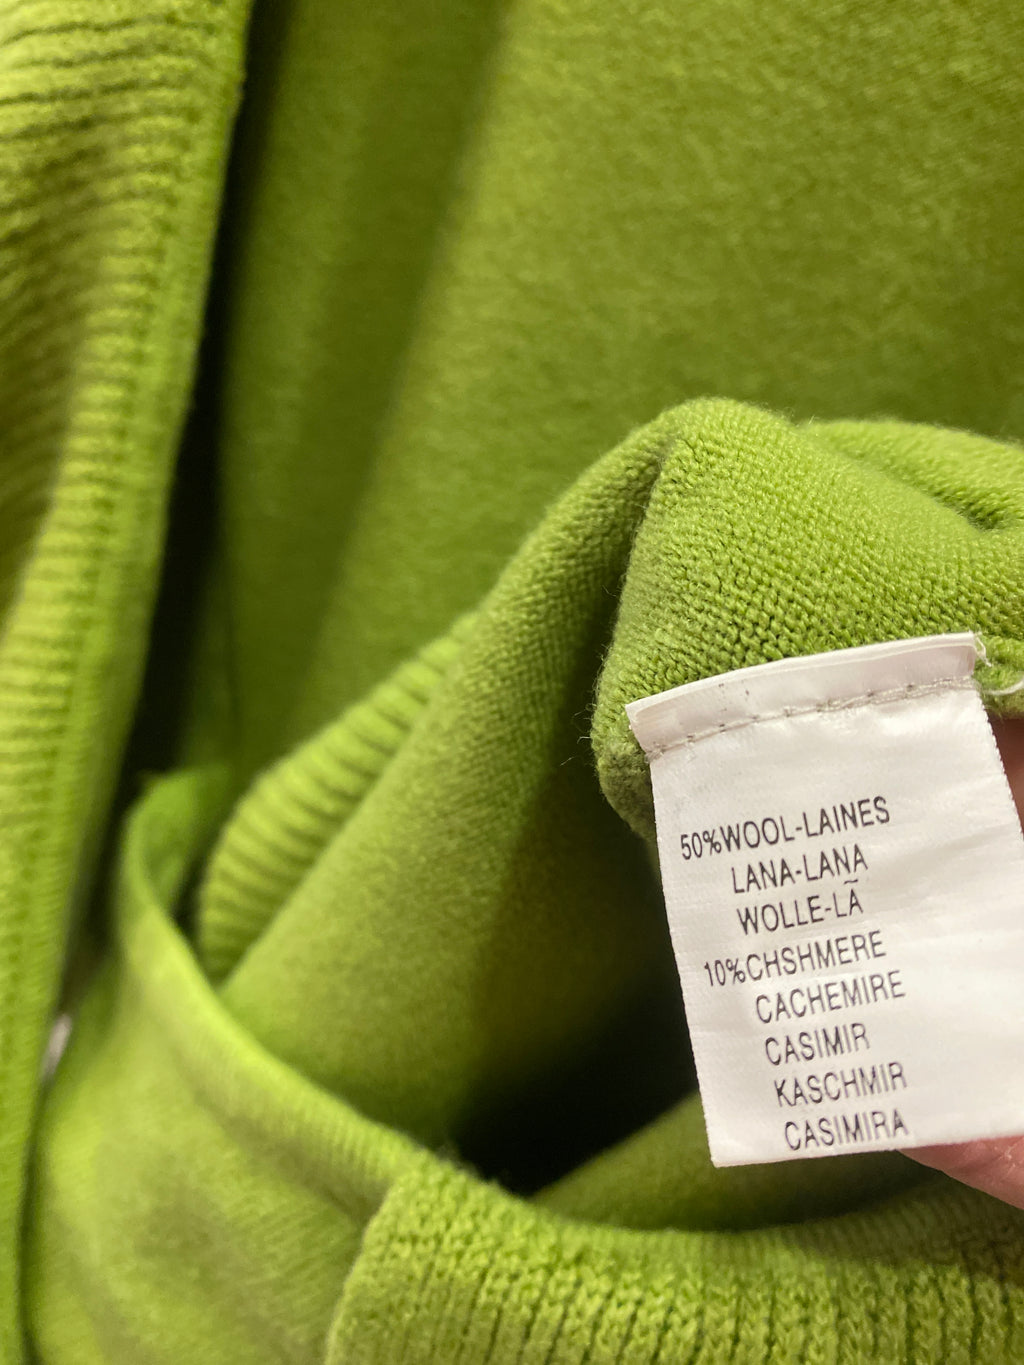 50%WOOL-LAINES
LANA-LANA
WOLLE-LÃ
10%CHSHMERE
CACHEMIRE
CASIMIR
KASCHMIR
CASIMIRA